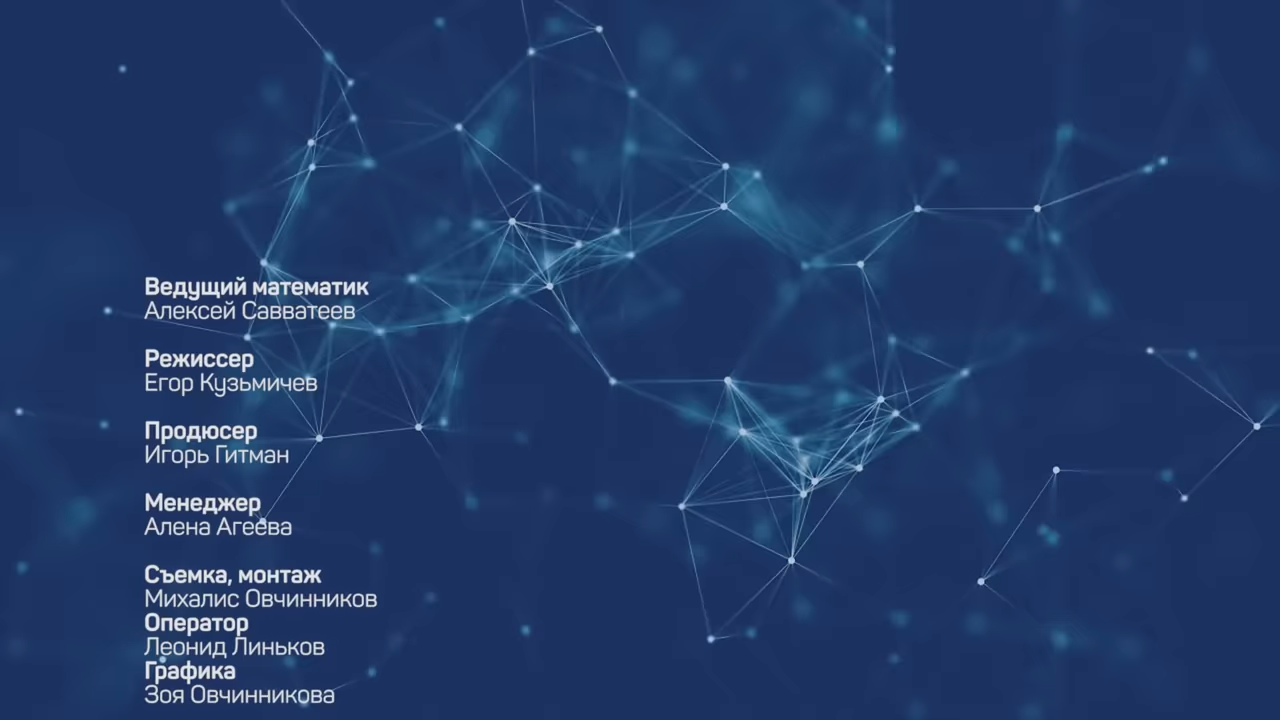 Ведущий математик
Алексей Савватеев
Режиссер
Егор Кузьмичев
Продюсер
Игорь Гитман
Менеджер
Алена Агеева
Съемка, монтаж
Михалис Овчинников
Оператор
Леонид Линьков
Графика
Зоя Овчинникова